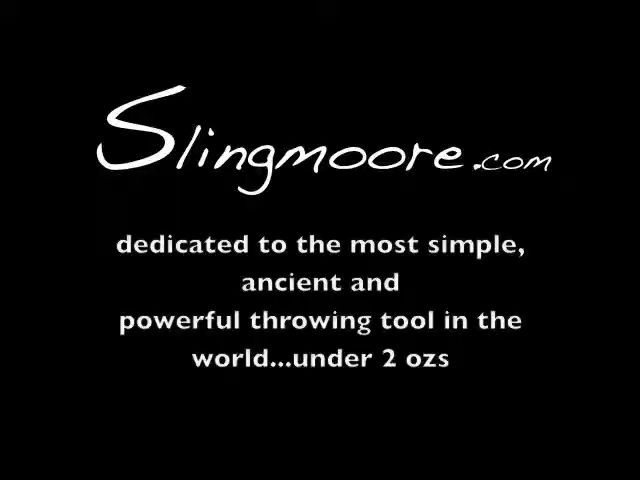 Slingmoore.com
dedicated to the most simple,
ancient and
powerful throwing tool in the
world...under 2 ozs